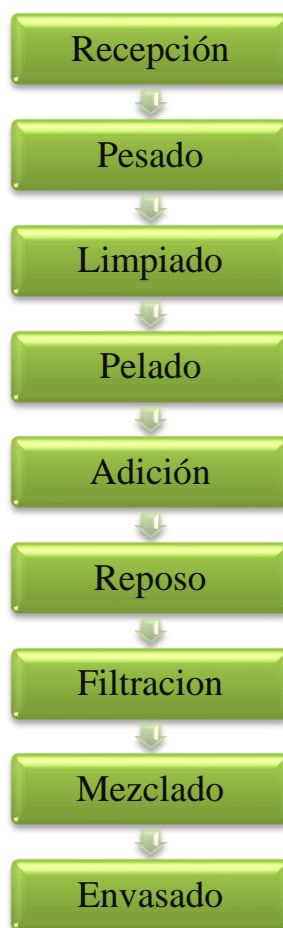 Recepción
Pesado
Limpiado
Pelado
Adición
Reposo
Filtracion
Mezclado
Envasado